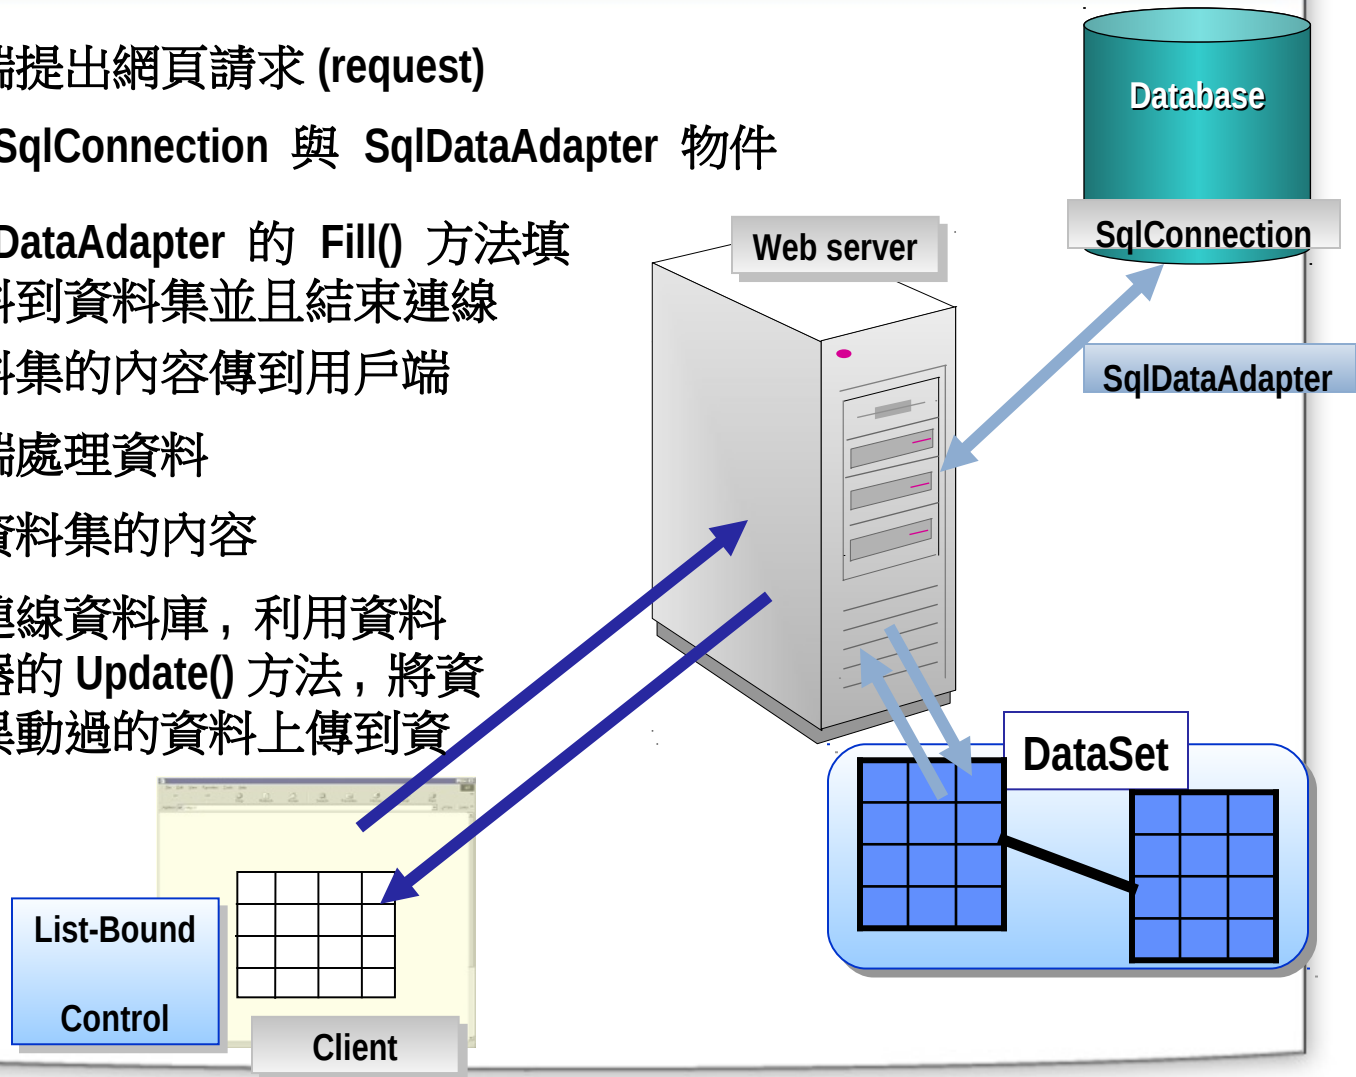 端提出網頁請求 (request)
SqlConnection 與 SqlDataAdapter 物件
DataAdapter 的 Fill() 方法填
料到資料集並且結束連線
料集的內容傳到用戶端
端處理資料
資料集的內容
連線資料庫, 利用資料
器的 Update() 方法, 將資
異動過的資料上傳到資
Database
SqlConnection
Web server
SqlDataAdapter
DataSet
List-Bound
Control
Client